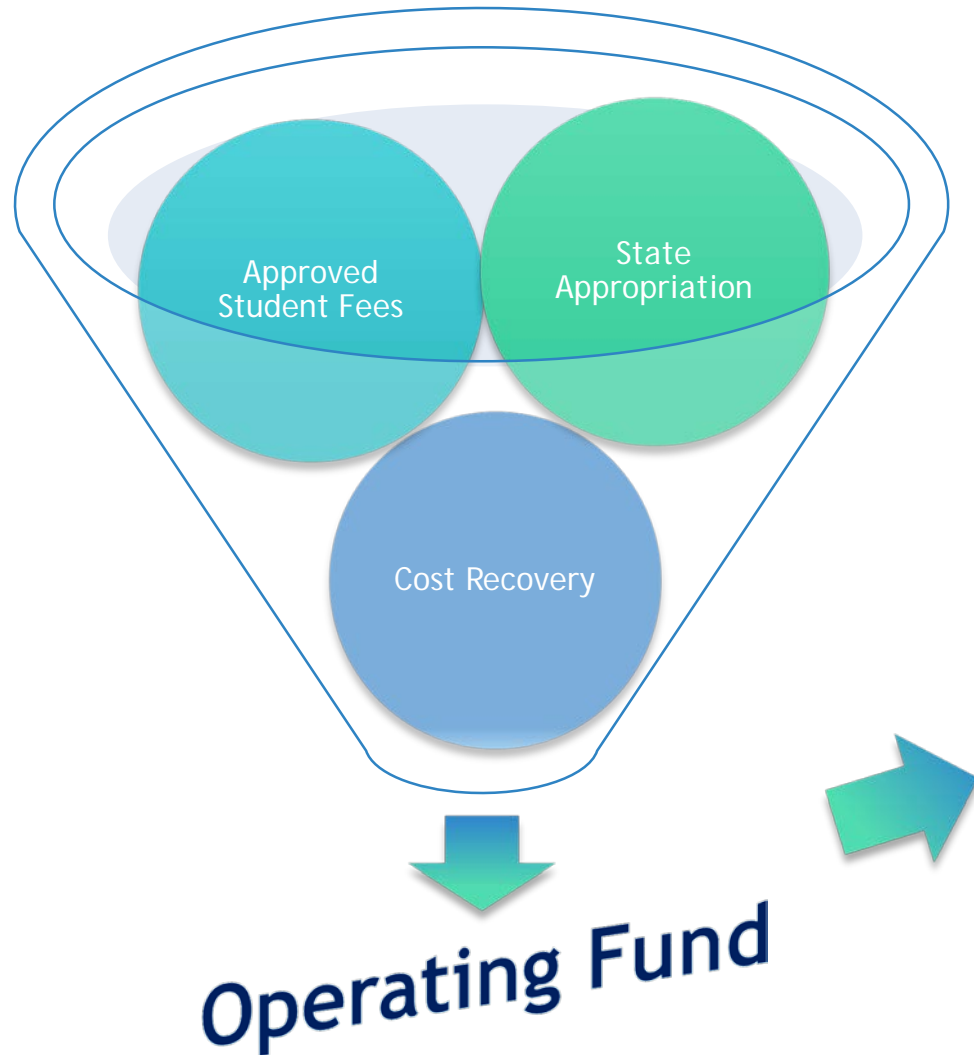 Approved
Student Fees
State
Appropriation
Cost Recovery
Operating Fund